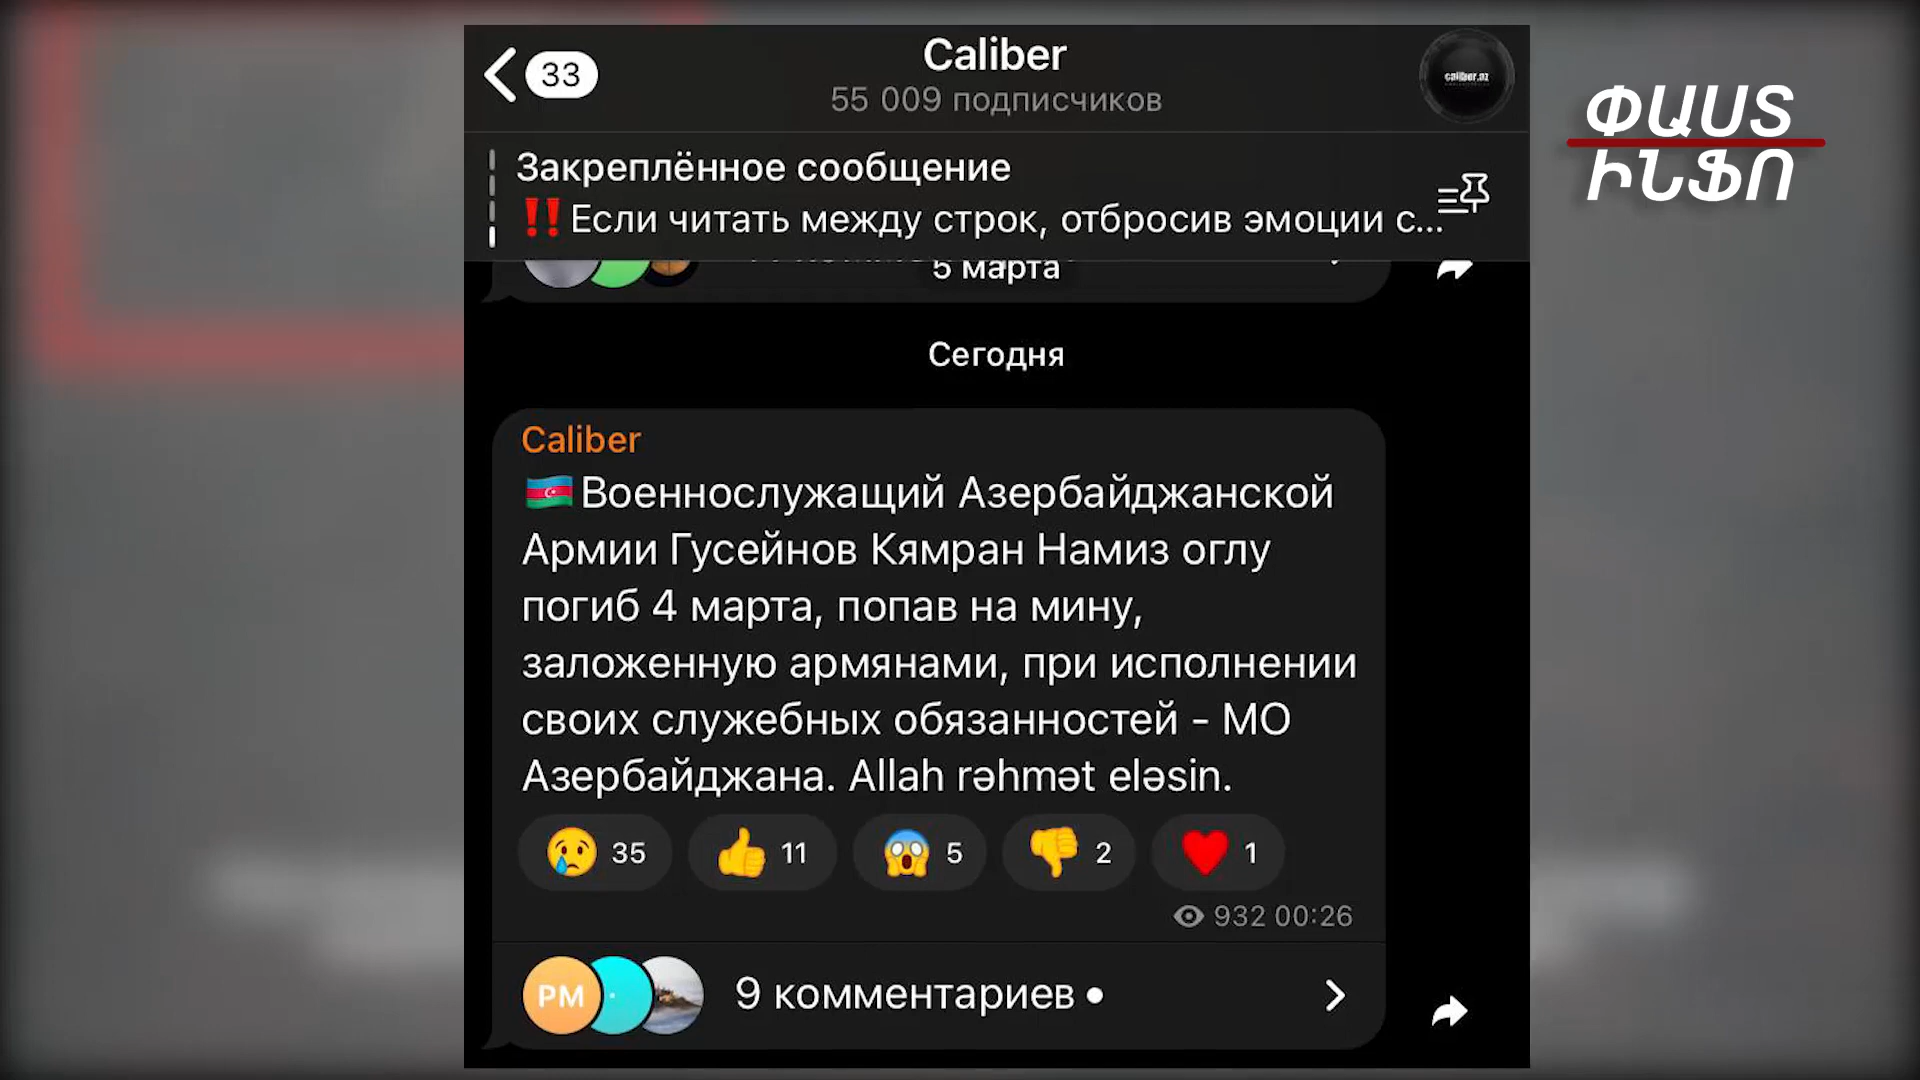 33
Caliber
55 009 подписчиков
caliber.az
ՓԱՍՏ
ԻՆՖՈ
Закреплённое сообщение
‼️Если читать между строк, отбросив эмоции с...
5 марта
Сегодня
Caliber
🇦🇿Военнослужащий Азербайджанской
Армии Гусейнов Кямран Намиз оглу
погиб 4 марта, попав на мину,
заложенную армянами, при исполнении
своих служебных обязанностей - МО
Азербайджана. Allah rəhmət eləsin.
😢 35 👍 11 😱 5 👎 2 ❤️ 1
932 00:26
PM 9 комментариев